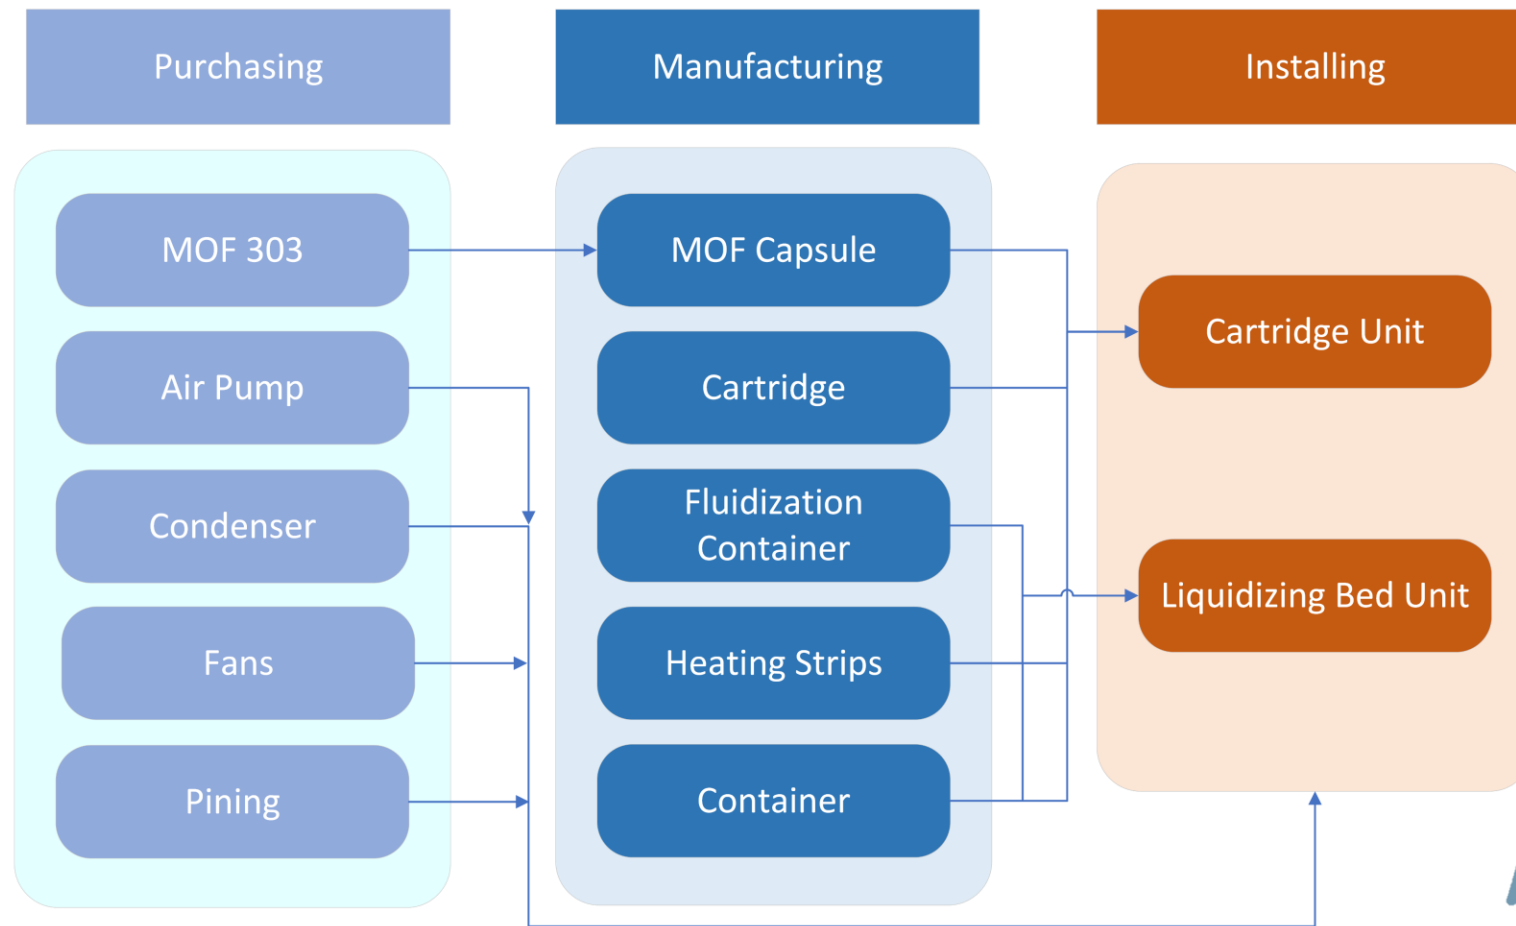 Purchasing
Manufacturing
Installing
MOF 303
Air Pump
Condenser
Fans
Pining
MOF Capsule
Cartridge
Fluidization
Container
Heating Strips
Container
Cartridge Unit
Liquidizing Bed Unit